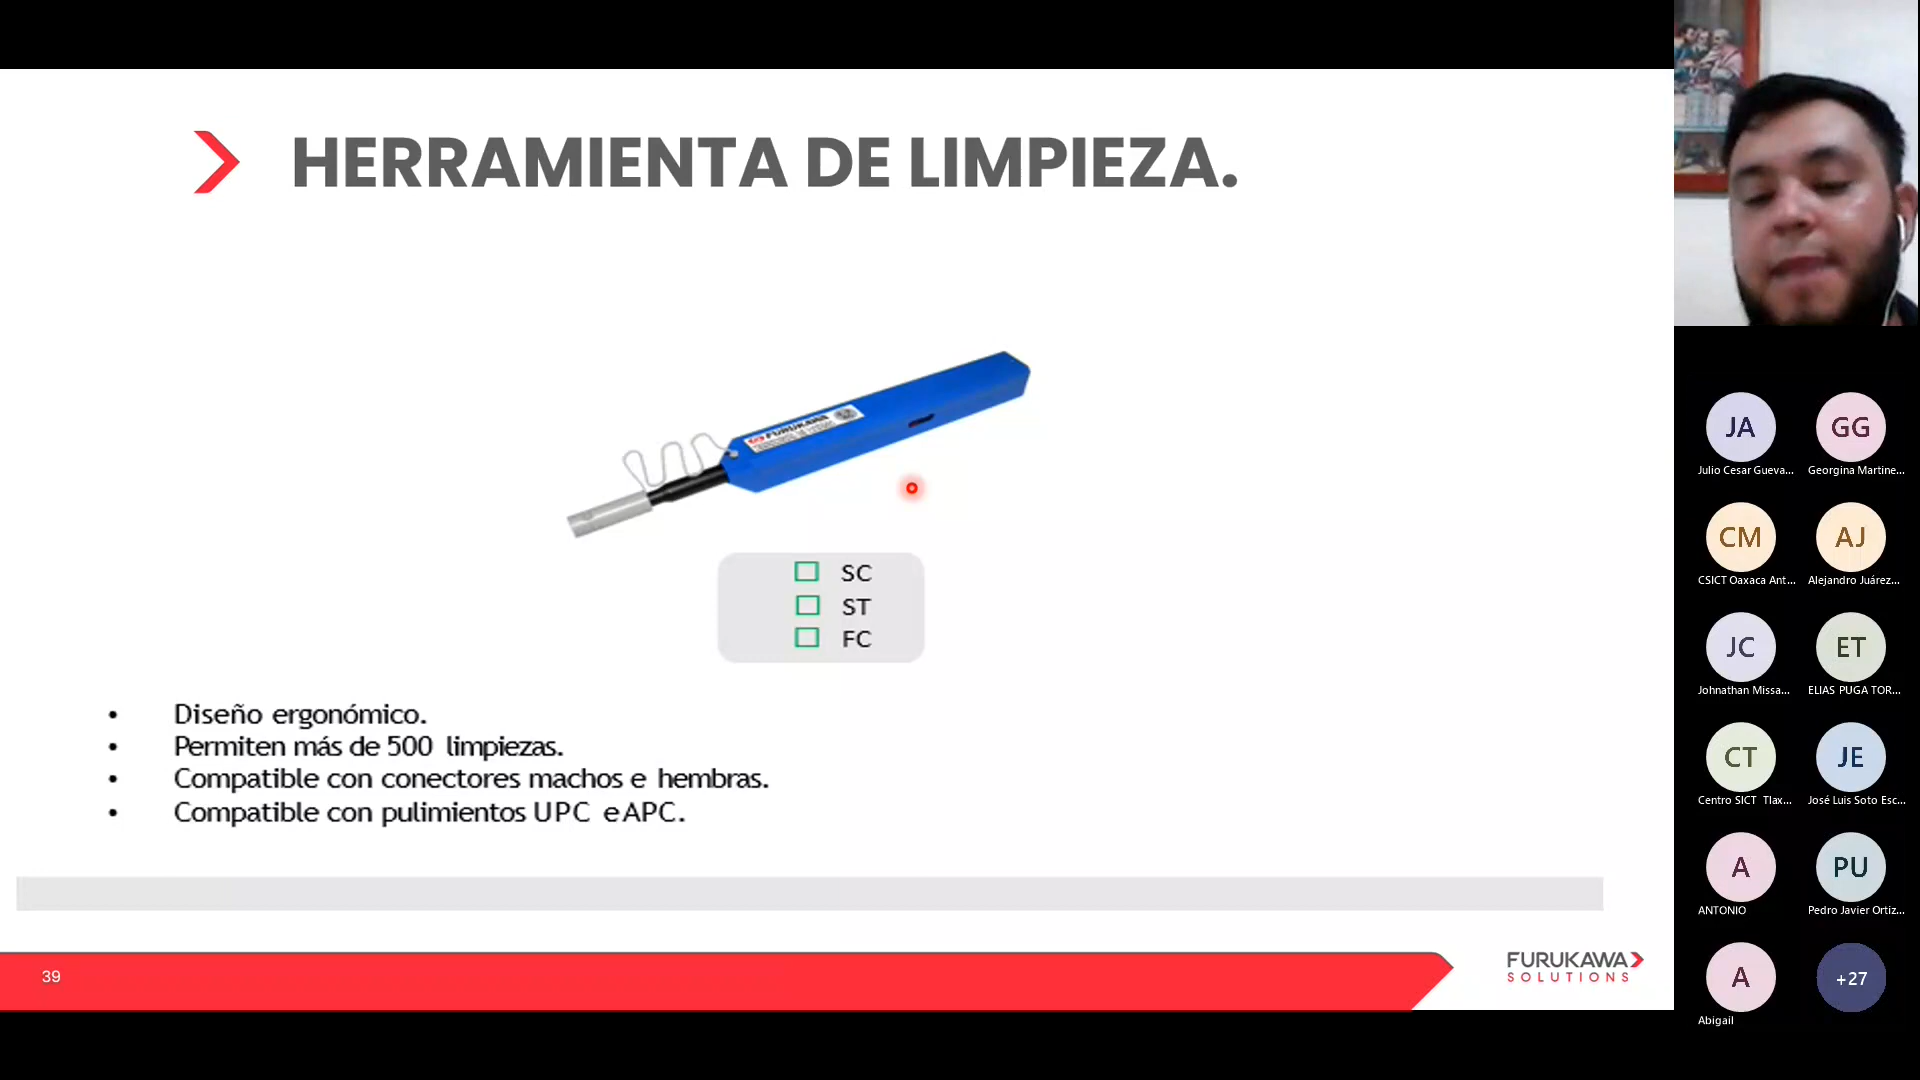 HERRAMIENTA DE LIMPIEZA.
FURUKAWA
SC
ST
FC
• Diseño ergonómico.
• Permiten más de 500 limpiezas.
• Compatible con conectores machos e hembras.
• Compatible con pulimientos UPC e APC.
39
FURUKAWA
SOLUTIONS
JA
Julio Cesar Gueva...
GG
Georgina Martine...
CM
CSICT Oaxaca Ant...
AJ
Alejandro Juárez...
JC
Johnathan Missa...
ET
ELIAS PUGA TOR...
CT
Centro SICT Tlax...
JE
José Luis Soto Esc...
A
ANTONIO
PU
Pedro Javier Ortiz...
A
Abigail
+27